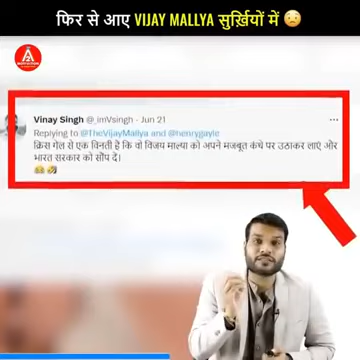 फिर से आए VIJAY MALLYA सुर्ख़ियों में 😳
Vinay Singh @_imVsingh · Jun 21
Replying to @TheVijayMallya and @henrygayle
क्रिस गेल से एक विनती है कि वो विजय माल्या को अपने मजबूत कंधे पर उठाकर लाएं और
भारत सरकार को सौंप दें।
😂🤣